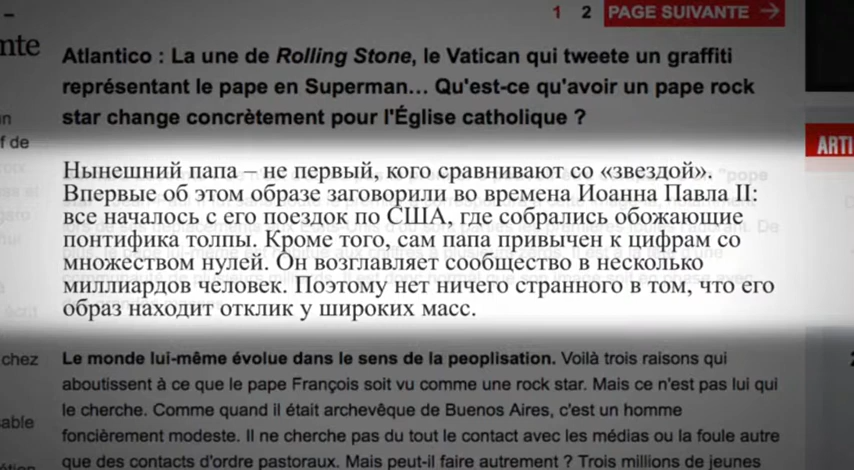 1 2 PAGE SUIVANTE →
Atlantico : La une de Rolling Stone, le Vatican qui tweete un graffiti
représentant le pape en Superman... Qu'est-ce qu'avoir un pape rock
star change concrètement pour l'Église catholique ?
ARTI
Нынешний папа – не первый, кого сравнивают со «звездой».
Впервые об этом образе заговорили во времена Иоанна Павла II:
все началось с его поездок по США, где собрались обожающие
понтифика толпы. Кроме того, сам папа привычен к цифрам со
множеством нулей. Он возглавляет сообщество в несколько
миллиардов человек. Поэтому нет ничего странного в том, что его
образ находит отклик у широких масс.
chez
Le monde lui-même évolue dans le sens de la peoplisation. Voilà trois raisons qui
aboutissent à ce que le pape François soit vu comme une rock star. Mais ce n'est pas lui qui
le cherche. Comme quand il était archevêque de Buenos Aires, c'est un homme
foncièrement modeste. Il ne cherche pas du tout le contact avec les médias ou la foule autre
que des contacts d'ordre pastoraux. Mais peut-il faire autrement ? Trois millions de jeunes